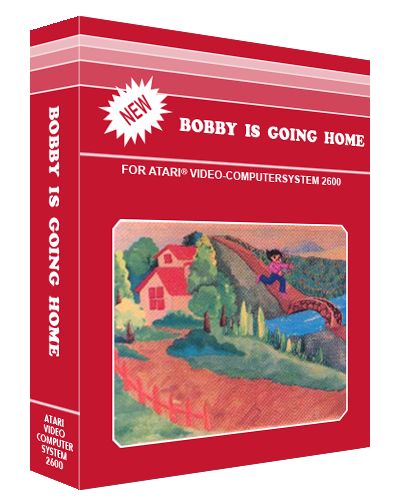 NEW
BOBBY IS GOING HOME
FOR ATARI® VIDEO-COMPUTERSYSTEM 2600
BOBBY IS GOING HOME
ATARI
VIDEO
COMPUTER
SYSTEM
2600